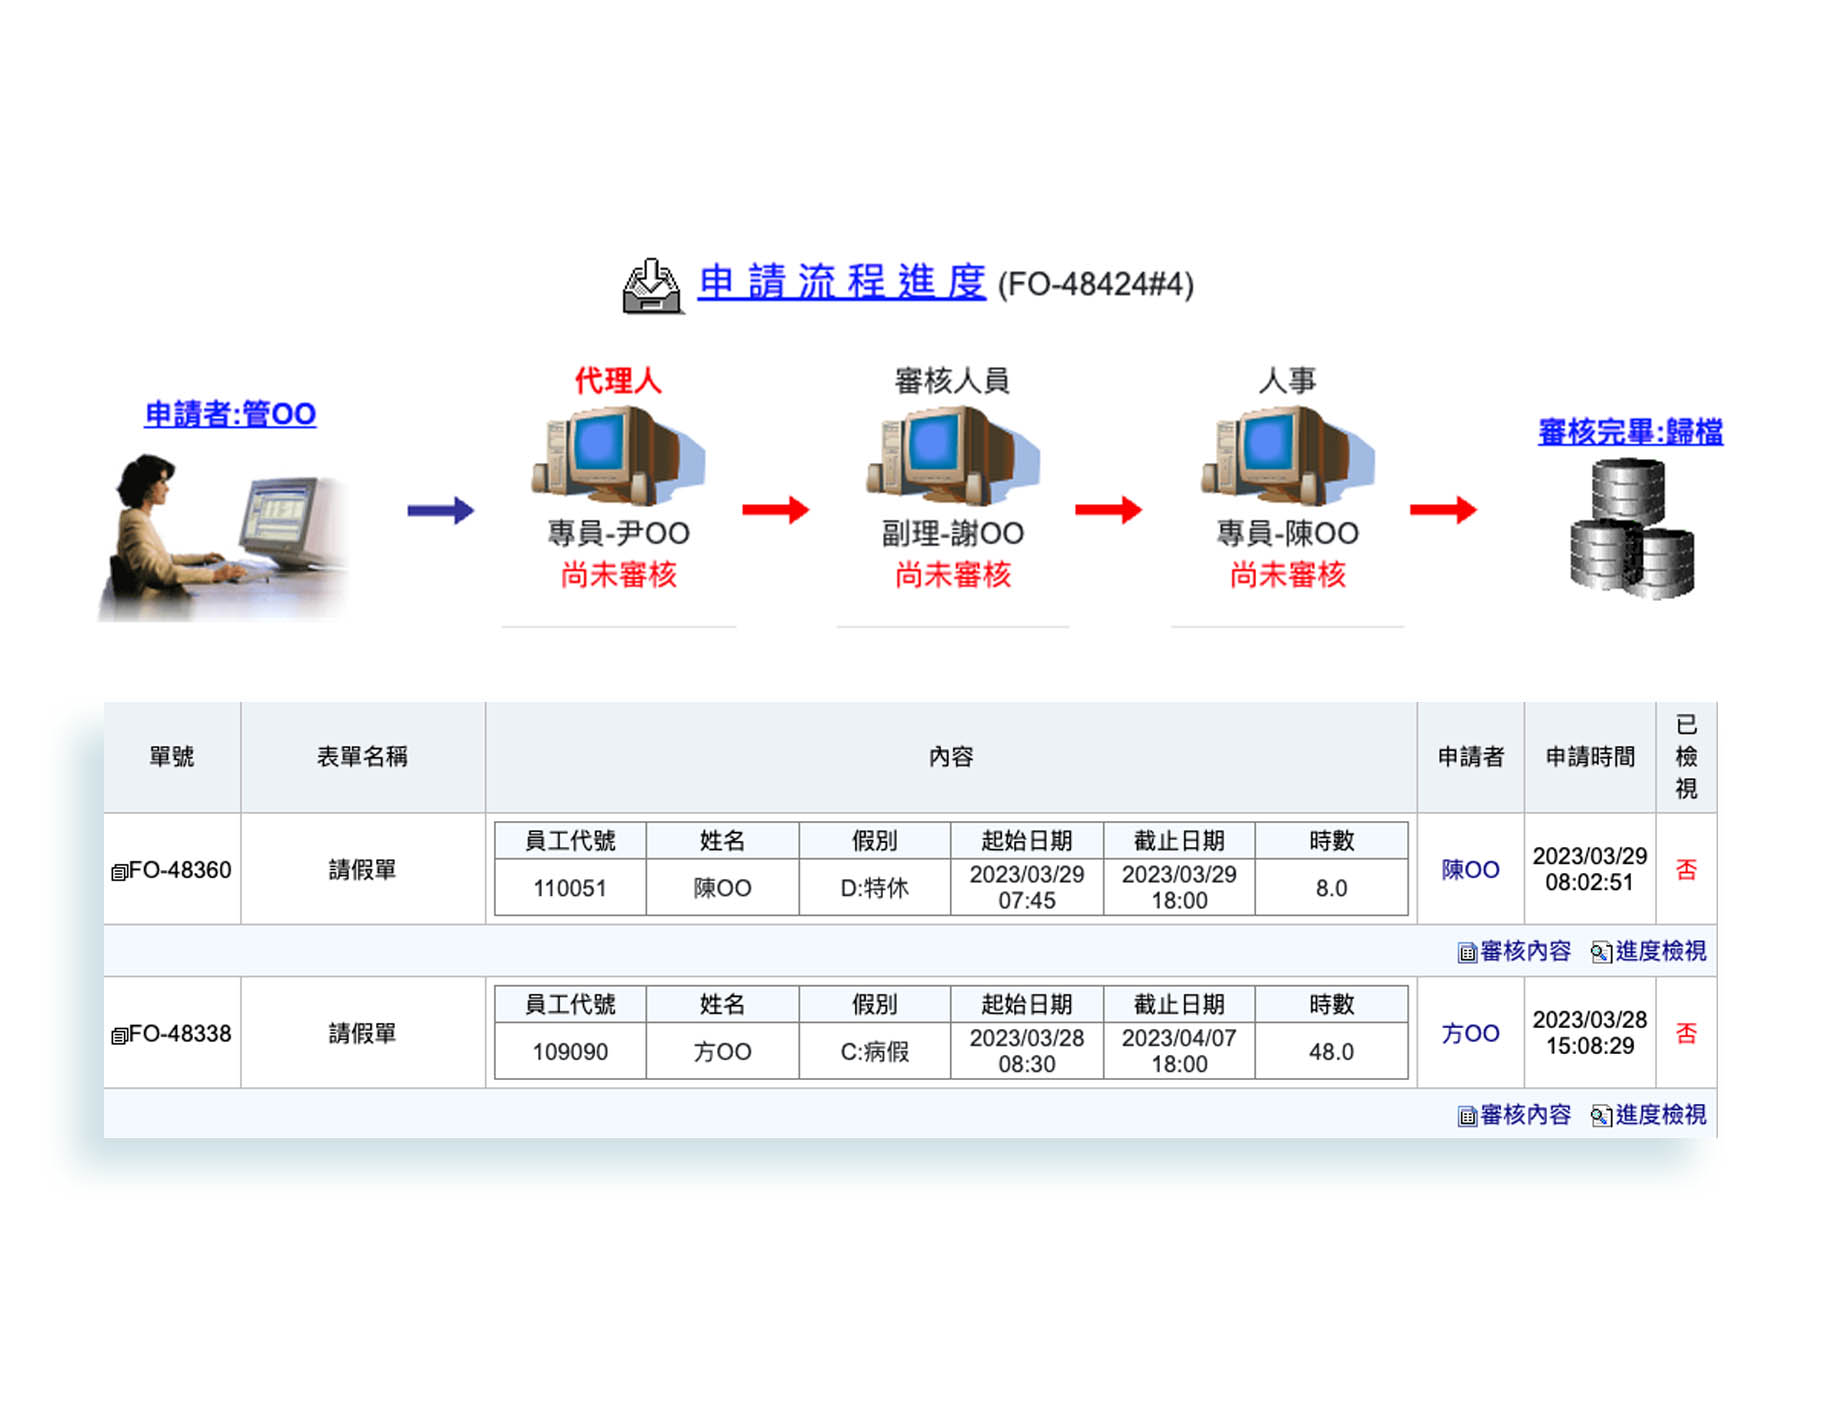 申請流程進度 (FO-48424#4)
申請者:管OO
代理人
專員-尹OO
尚未審核
審核人員
副理-謝OO
尚未審核
人事
專員-陳OO
尚未審核
審核完畢:歸檔
單號 表單名稱 內容 申請者 申請時間 已檢視
FO-48360 請假單
員工代號 姓名 假別 起始日期 截止日期 時數
110051 陳OO D:特休 2023/03/29 07:45 2023/03/29 18:00 8.0
陳OO 2023/03/29 08:02:51 否
審核內容 進度檢視
FO-48338 請假單
員工代號 姓名 假別 起始日期 截止日期 時數
109090 方OO C:病假 2023/03/28 08:30 2023/04/07 18:00 48.0
方OO 2023/03/28 15:08:29 否
審核內容 進度檢視